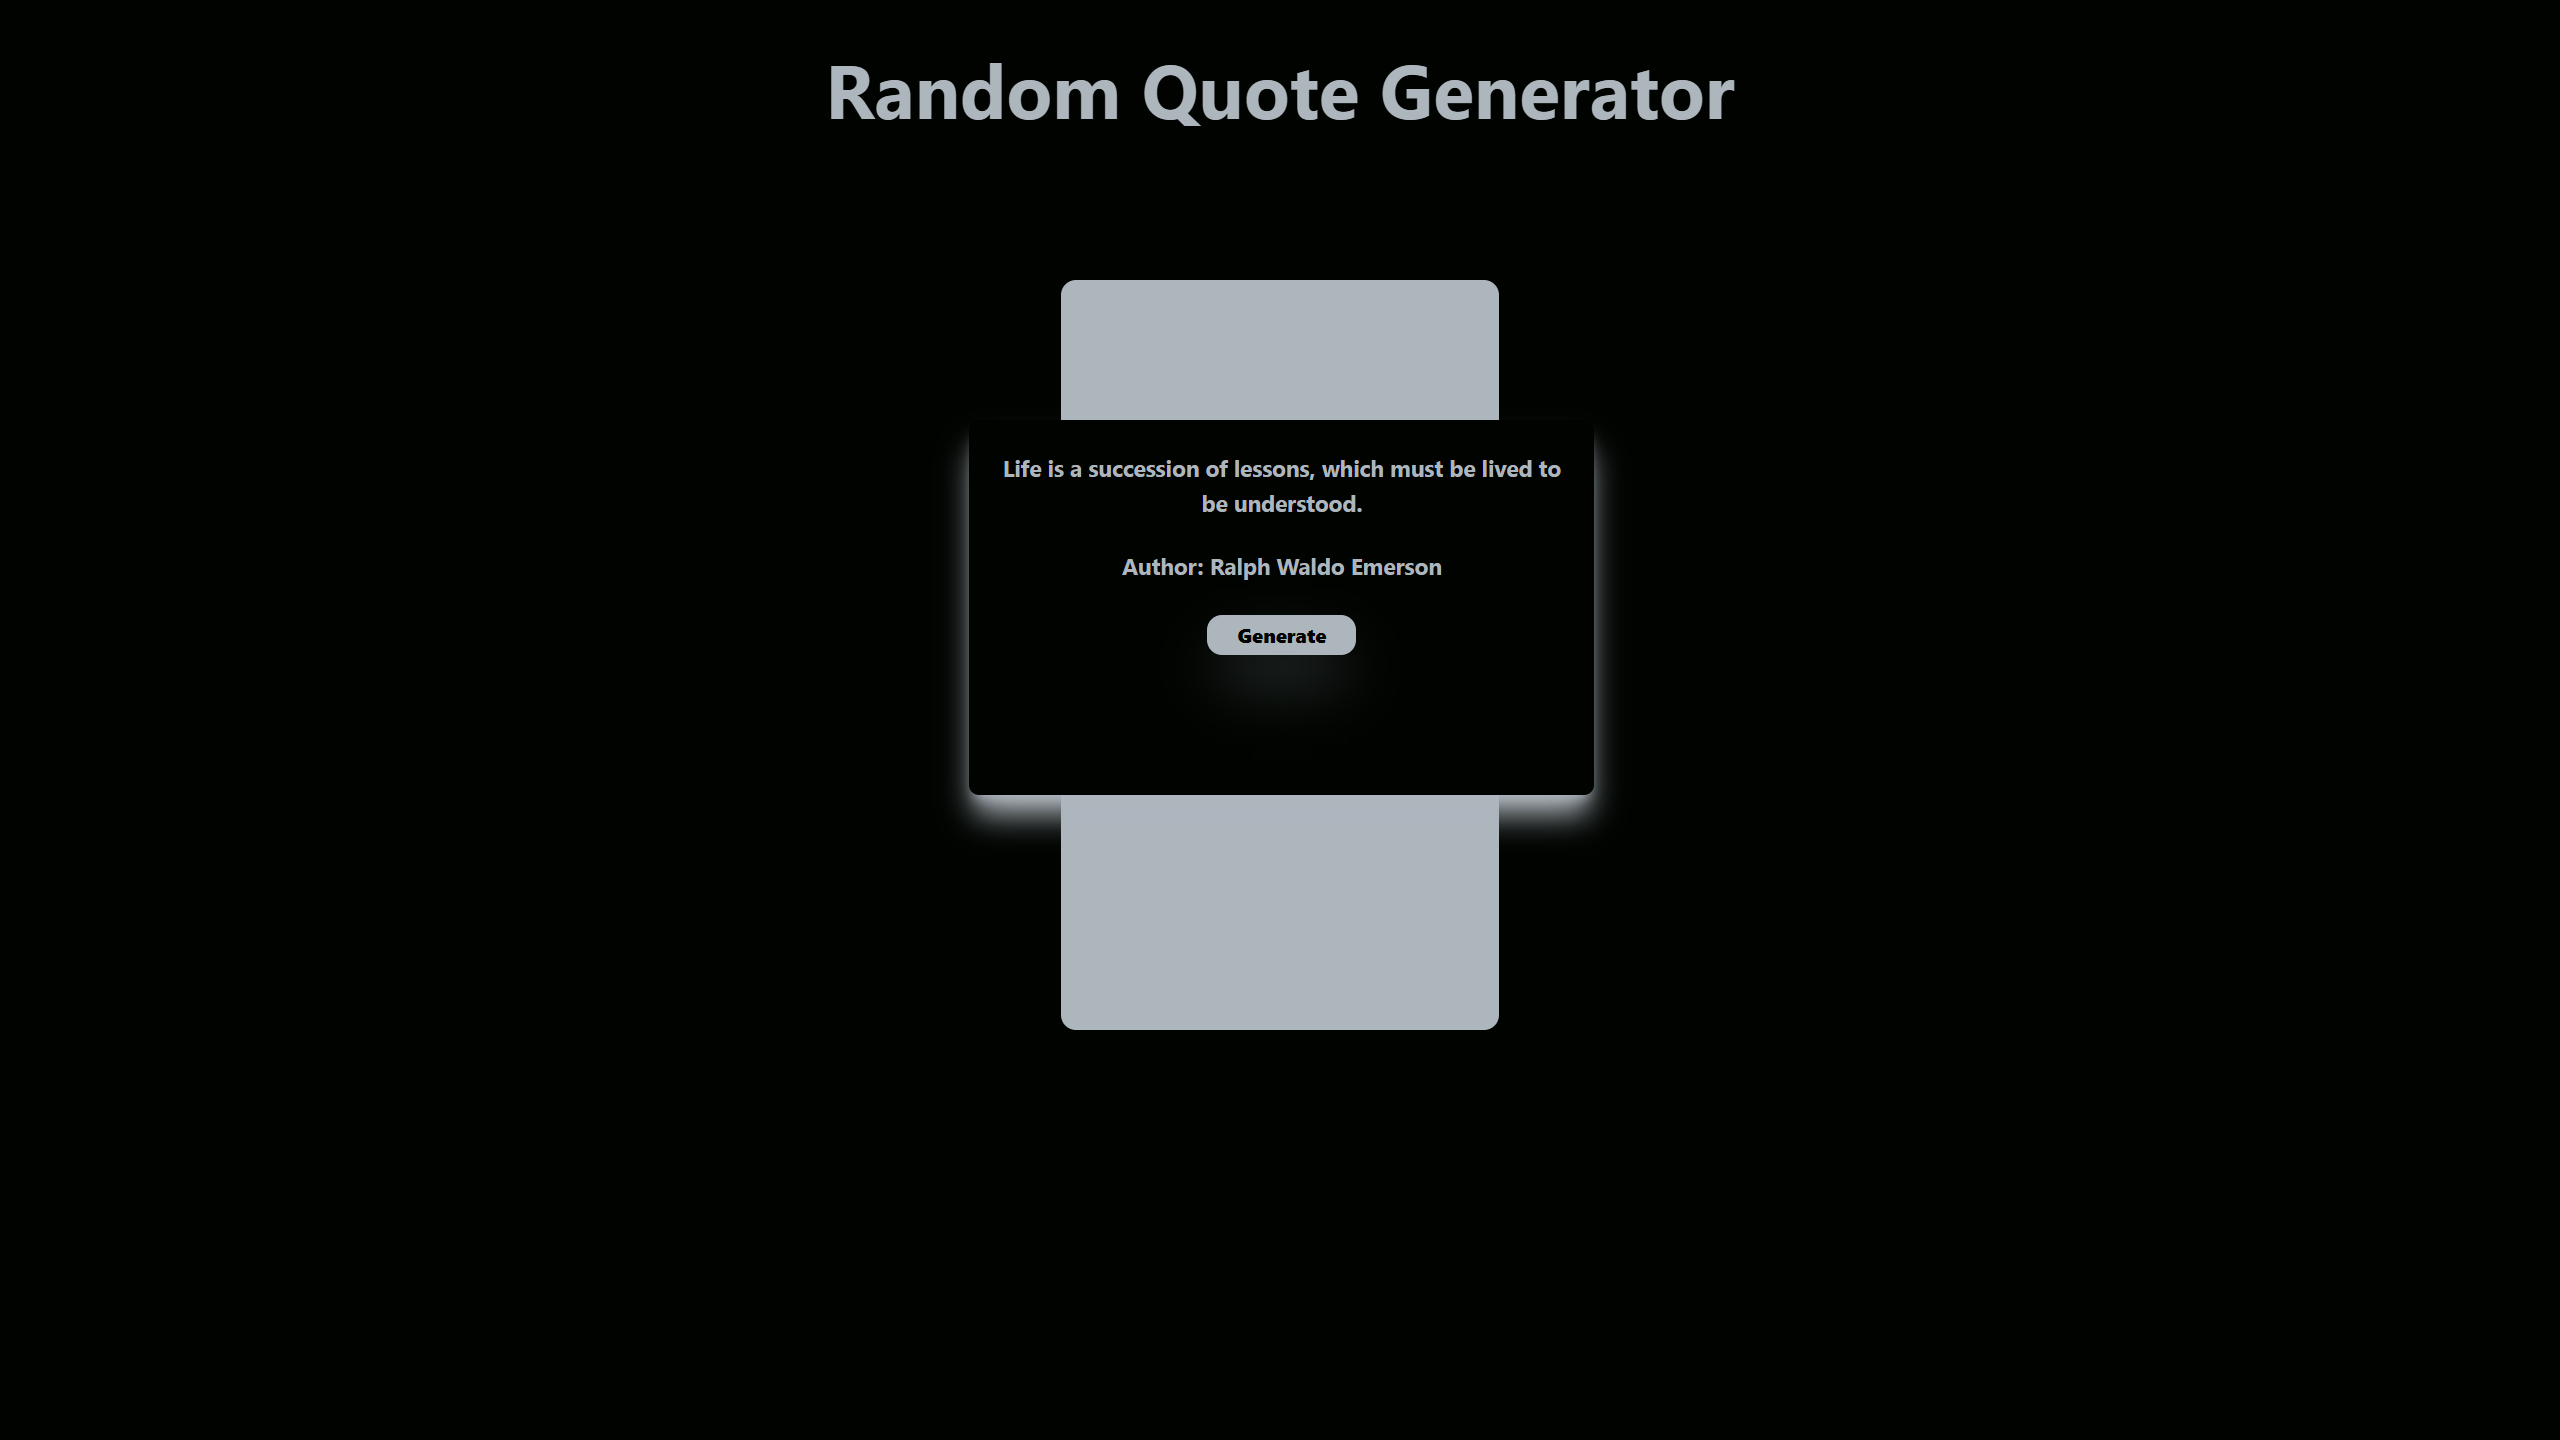 Random Quote Generator
Life is a succession of lessons, which must be lived to
be understood.
Author: Ralph Waldo Emerson
Generate